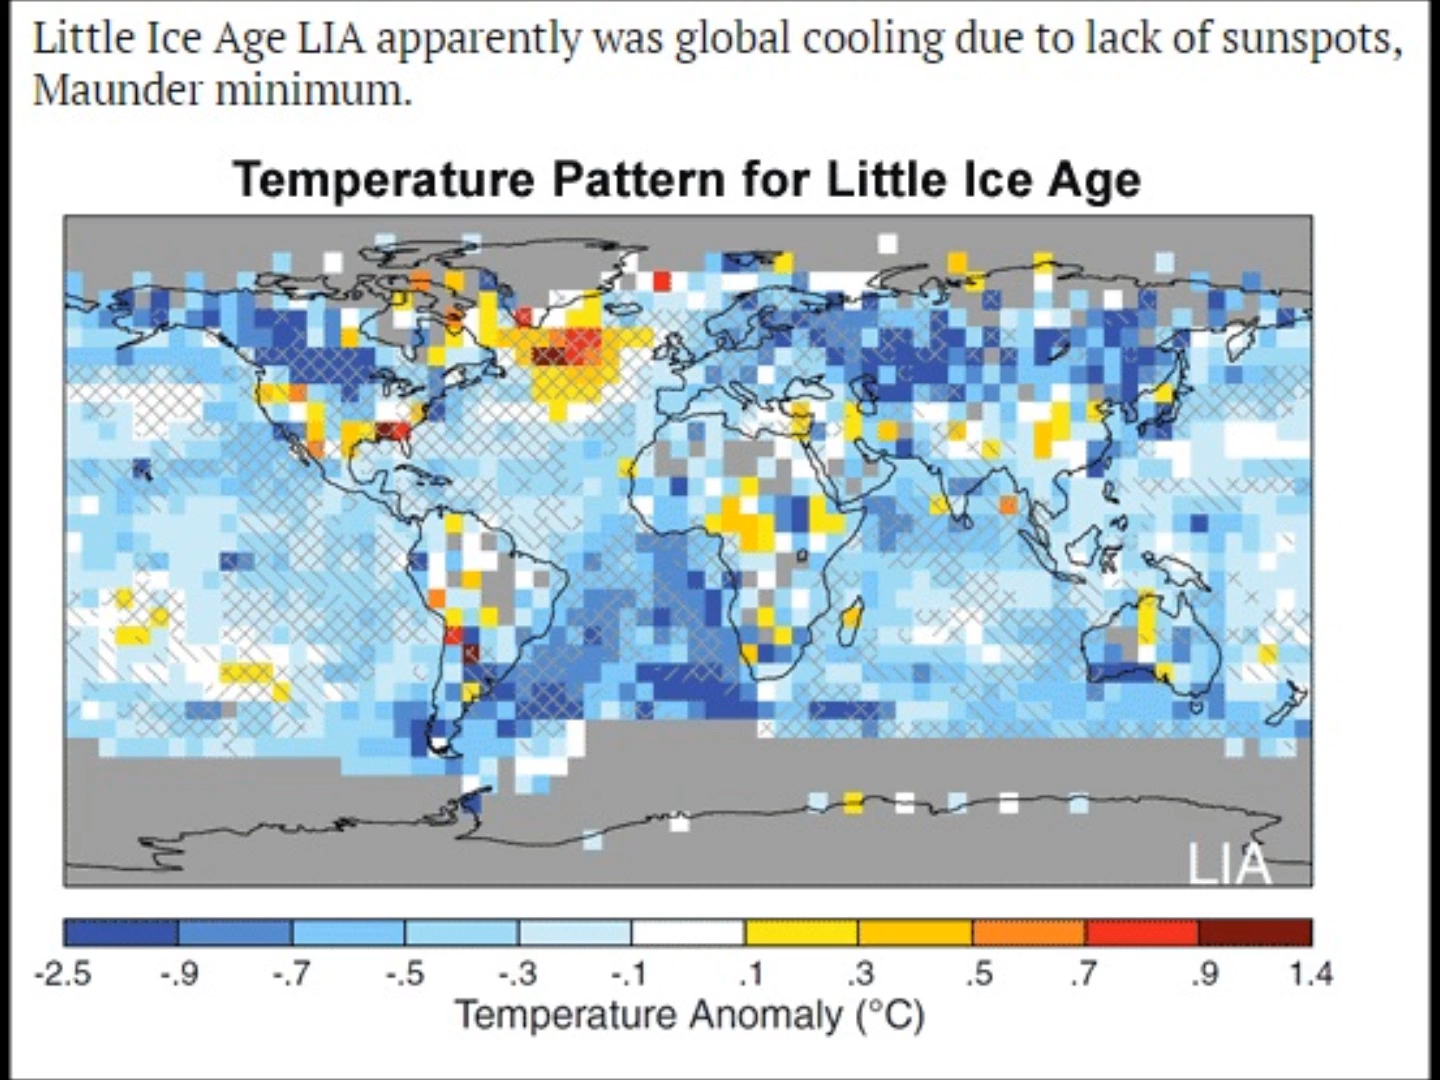 Little Ice Age LIA apparently was global cooling due to lack of sunspots,
Maunder minimum.
Temperature Pattern for Little Ice Age
LIA
-2.5 -.9 -.7 -.5 -.3 -.1 .1 .3 .5 .7 .9 1.4
Temperature Anomaly (°C)